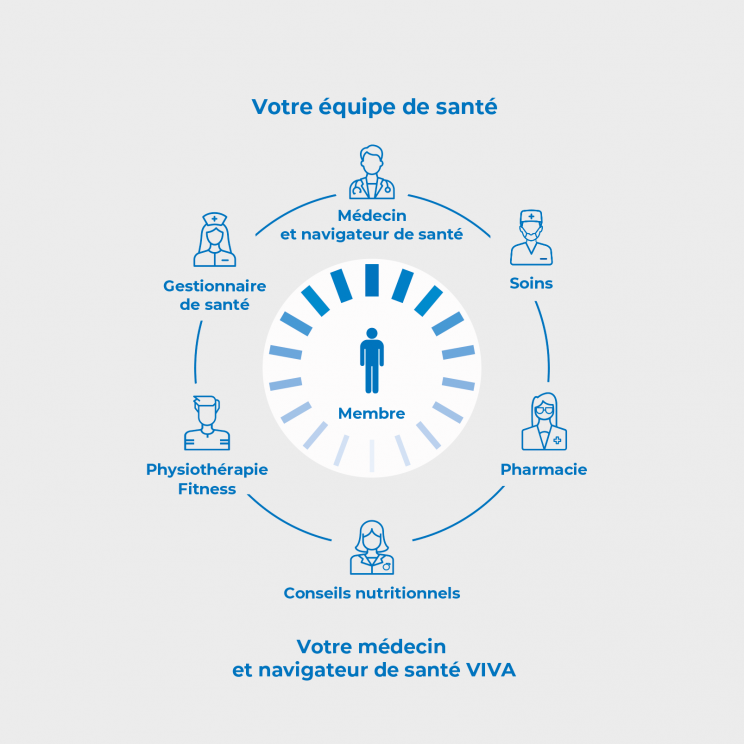 Votre équipe de santé
Médecin
et navigateur de santé
Gestionnaire
de santé
Soins
Membre
Physiothérapie
Fitness
Pharmacie
Conseils nutritionnels
Votre médecin
et navigateur de santé VIVA